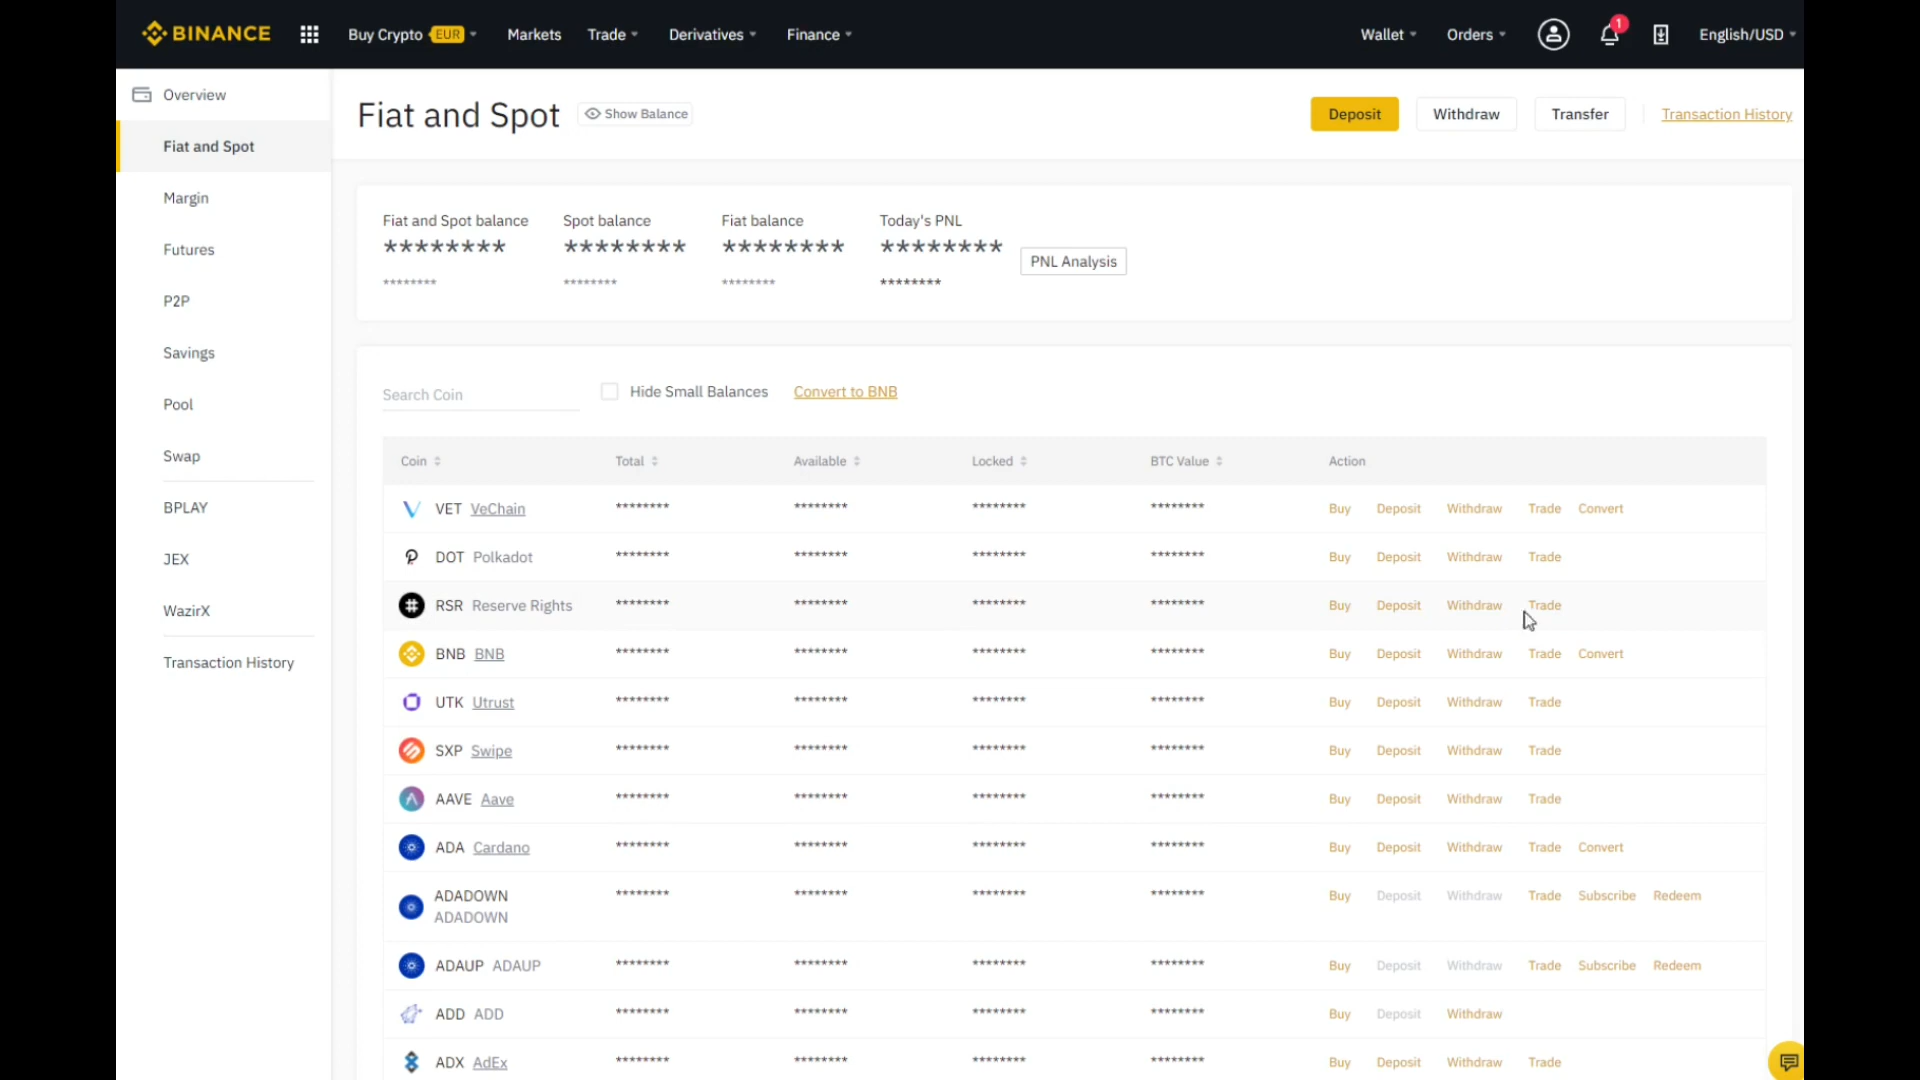 BINANCE
Buy Crypto EUR
Markets
Trade
Derivatives
Finance
Wallet
Orders
1
English/USD
Overview
Fiat and Spot
Margin
Futures
P2P
Savings
Pool
Swap
BPLAY
JEX
WazirX
Transaction History
Fiat and Spot
Show Balance
Deposit
Withdraw
Transfer
Transaction History
Fiat and Spot balance Spot balance Fiat balance Today's PNL
******** ******** ******** ********
PNL Analysis
******** ******** ******** ********
Search Coin
Hide Small Balances
Convert to BNB
Coin Total Available Locked BTC Value Action
VET VeChain ******** ******** ******** ******** Buy Deposit Withdraw Trade Convert
DOT Polkadot ******** ******** ******** ******** Buy Deposit Withdraw Trade
RSR Reserve Rights ******** ******** ******** ******** Buy Deposit Withdraw Trade
BNB BNB ******** ******** ******** ******** Buy Deposit Withdraw Trade Convert
UTK Utrust ******** ******** ******** ******** Buy Deposit Withdraw Trade
SXP Swipe ******** ******** ******** ******** Buy Deposit Withdraw Trade
AAVE Aave ******** ******** ******** ******** Buy Deposit Withdraw Trade
ADA Cardano ******** ******** ******** ******** Buy Deposit Withdraw Trade Convert
ADADOWN ******** ******** ******** ******** Buy Deposit Withdraw Trade Subscribe Redeem
ADADOWN
ADAUP ADAUP ******** ******** ******** ******** Buy Deposit Withdraw Trade Subscribe Redeem
ADD ADD ******** ******** ******** ******** Buy Deposit Withdraw
ADX AdEx ******** ******** ******** ******** Buy Deposit Withdraw Trade